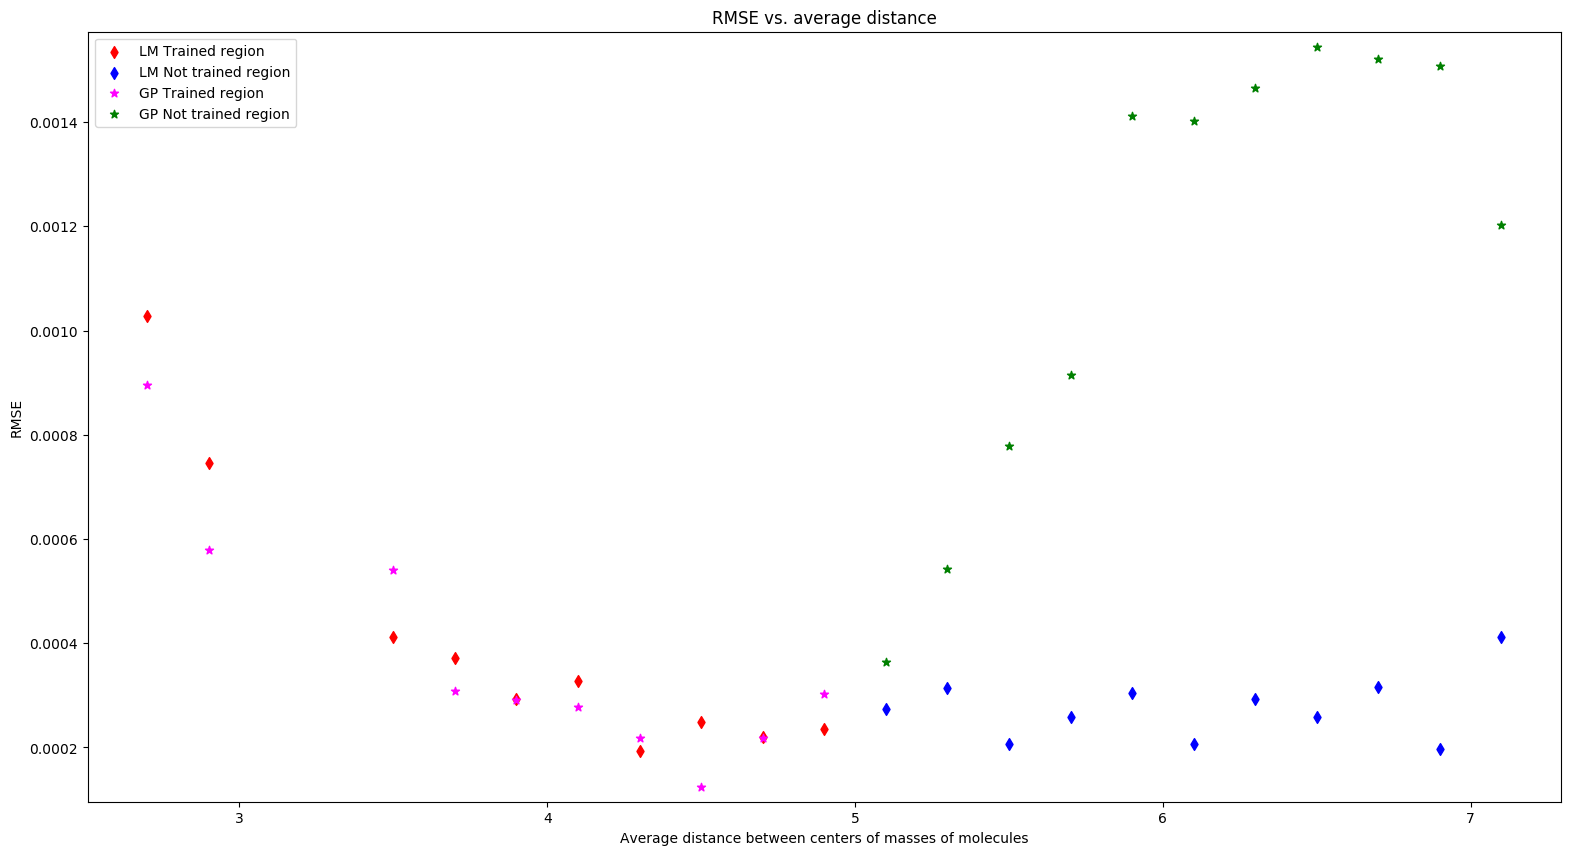 RMSE vs. average distance
LM Trained region
LM Not trained region
GP Trained region
GP Not trained region
0.0014
0.0012
0.0010
0.0008
0.0006
0.0004
0.0002
RMSE
3 4 5 6 7
Average distance between centers of masses of molecules